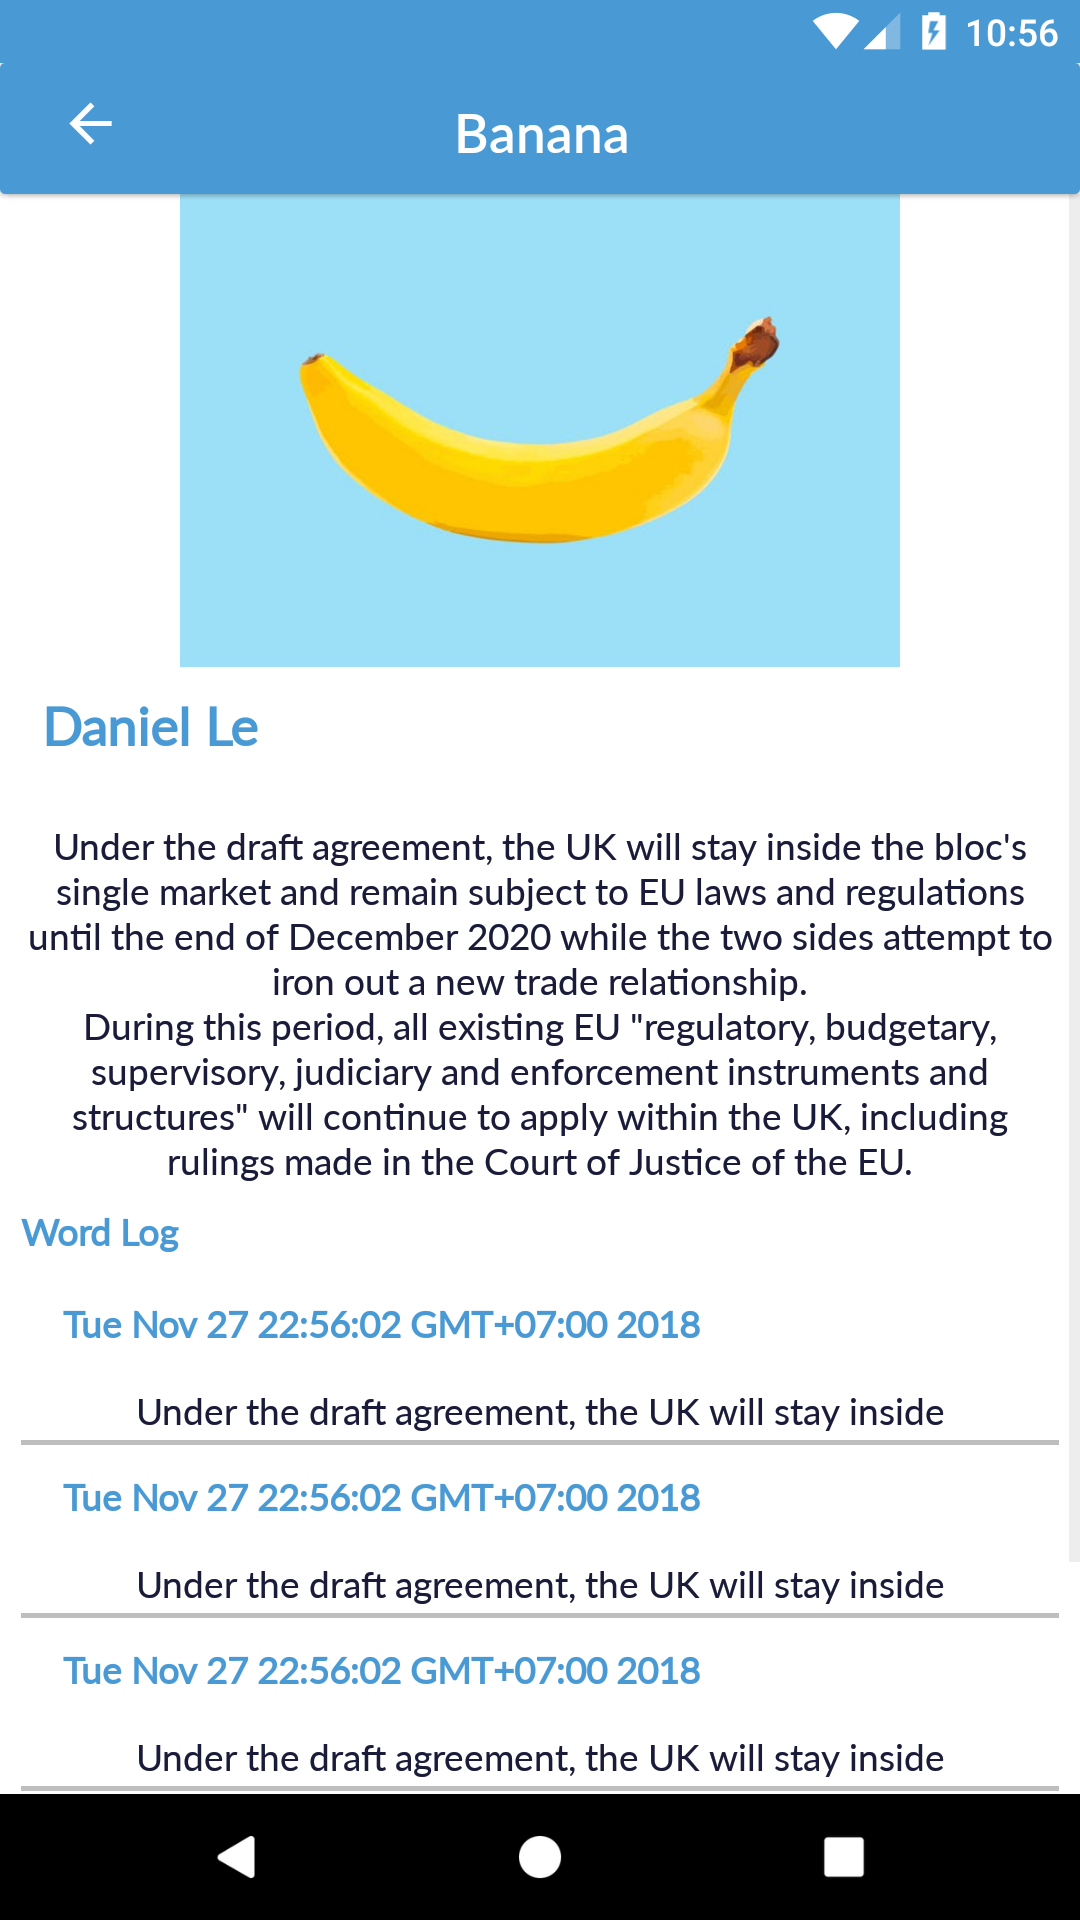 10:56
Banana
Daniel Le
Under the draft agreement, the UK will stay inside the bloc's
single market and remain subject to EU laws and regulations
until the end of December 2020 while the two sides attempt to
iron out a new trade relationship.
During this period, all existing EU "regulatory, budgetary,
supervisory, judiciary and enforcement instruments and
structures" will continue to apply within the UK, including
rulings made in the Court of Justice of the EU.
Word Log
Tue Nov 27 22:56:02 GMT+07:00 2018
Under the draft agreement, the UK will stay inside
Tue Nov 27 22:56:02 GMT+07:00 2018
Under the draft agreement, the UK will stay inside
Tue Nov 27 22:56:02 GMT+07:00 2018
Under the draft agreement, the UK will stay inside